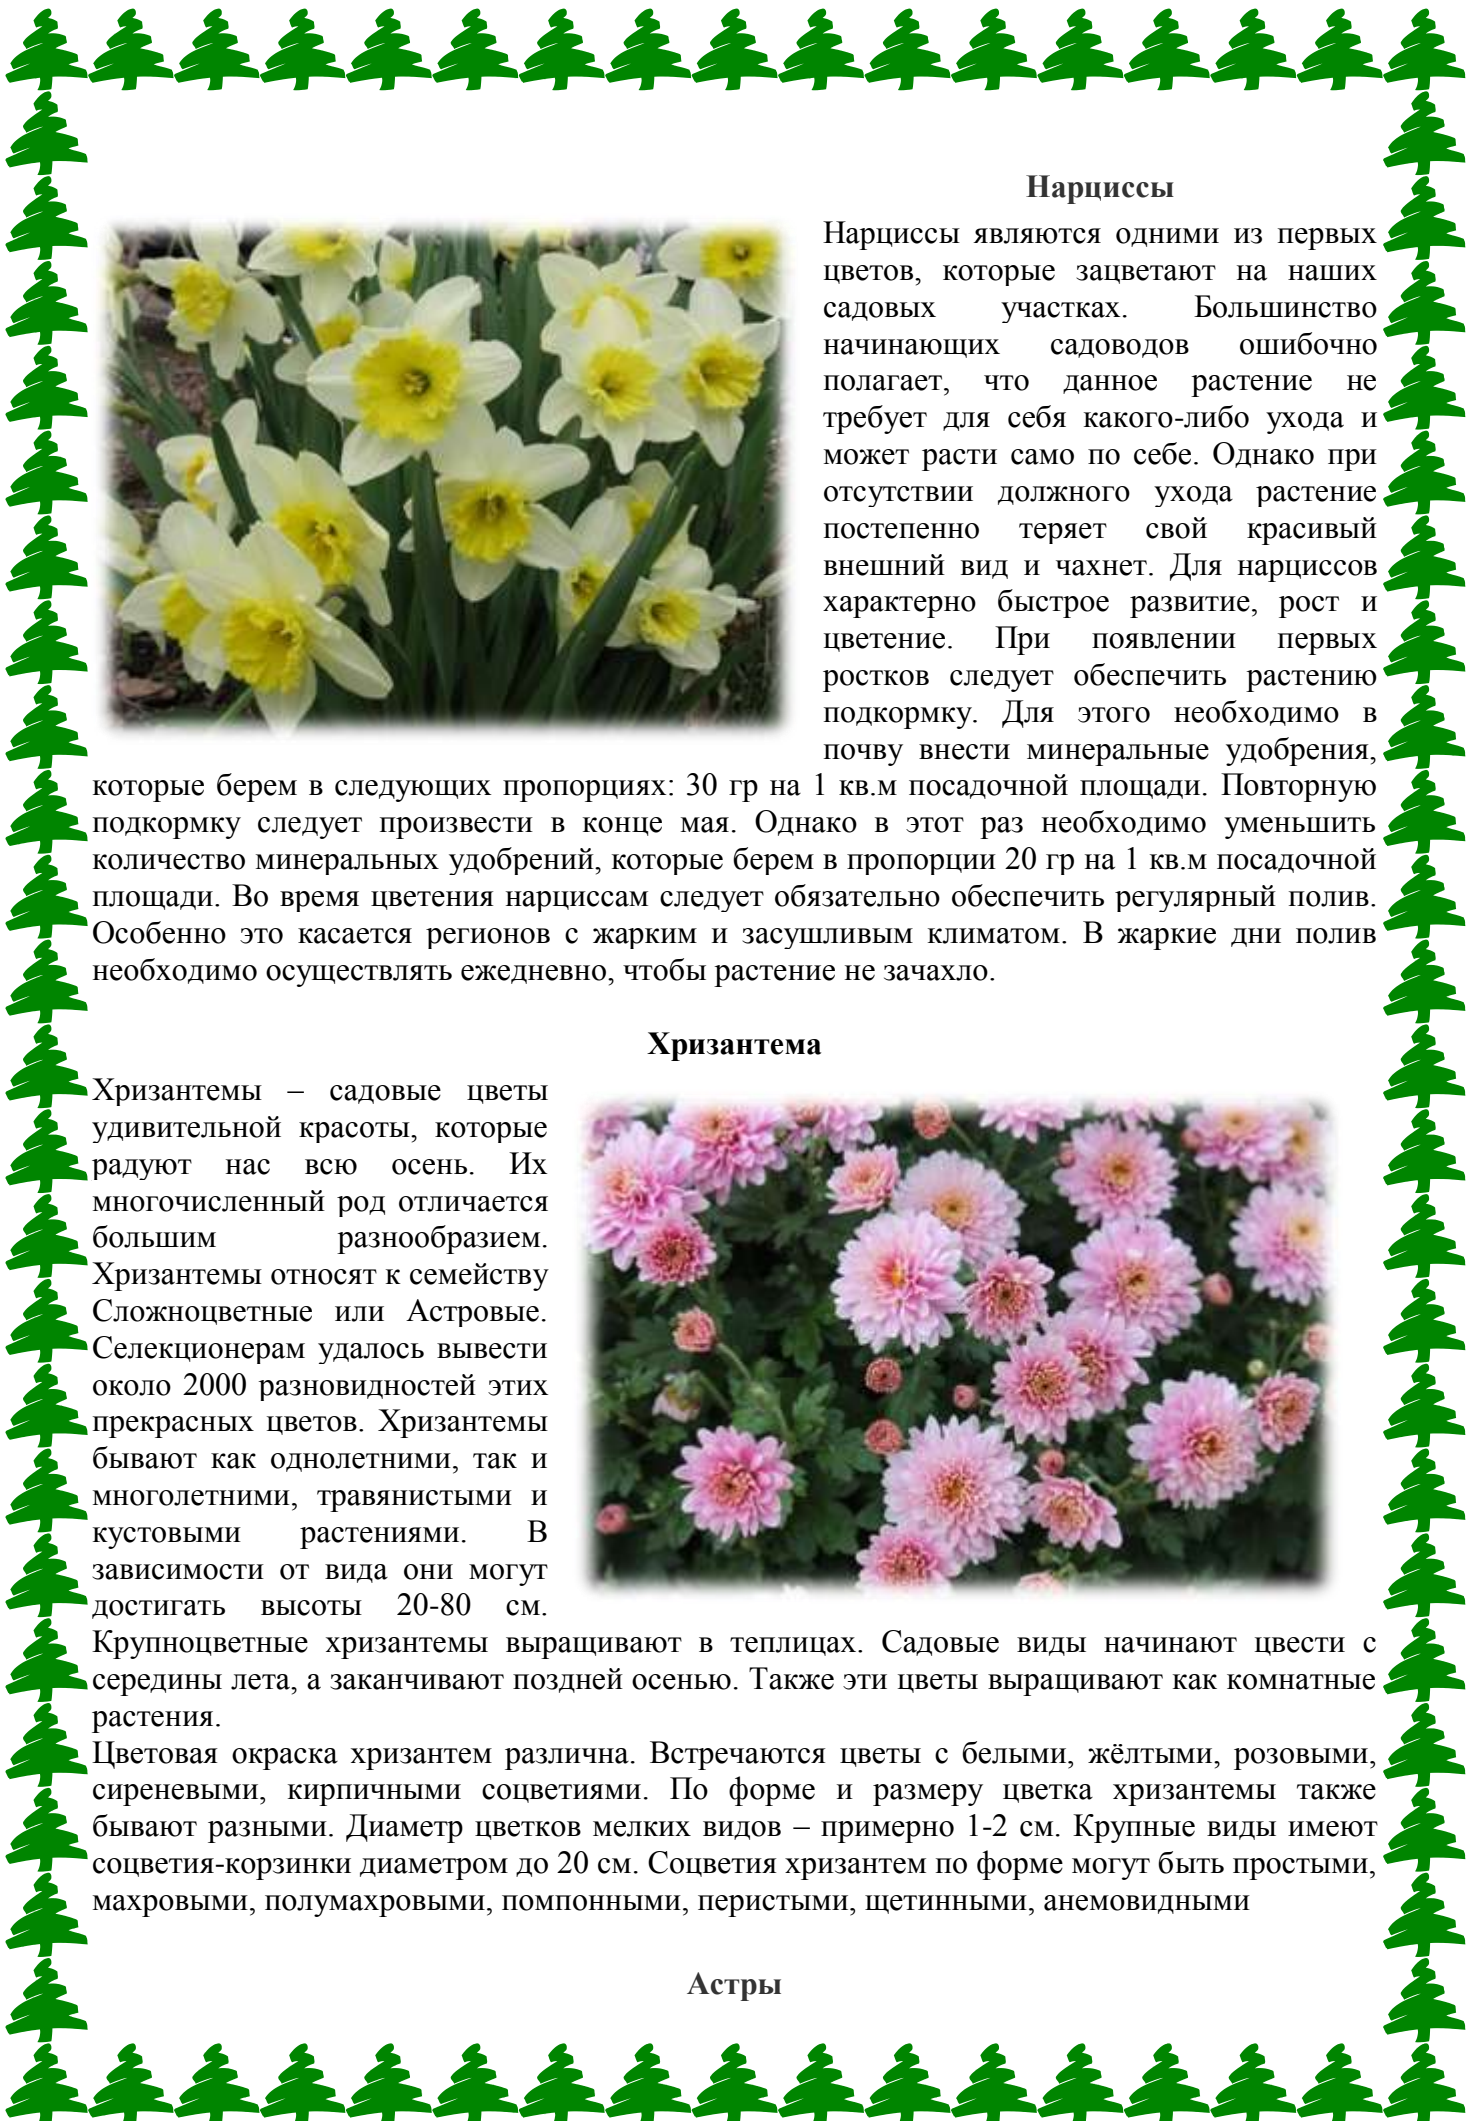 Нарциссы
Нарциссы являются одними из первых
цветов, которые зацветают на наших
садовых участках. Большинство
начинающих садоводов ошибочно
полагает, что данное растение не
требует для себя какого-либо ухода и
может расти само по себе. Однако при
отсутствии должного ухода растение
постепенно теряет свой красивый
внешний вид и чахнет. Для нарциссов
характерно быстрое развитие, рост и
цветение. При появлении первых
ростков следует обеспечить растению
подкормку. Для этого необходимо в
почву внести минеральные удобрения,
которые берем в следующих пропорциях: 30 гр на 1 кв.м посадочной площади. Повторную
подкормку следует произвести в конце мая. Однако в этот раз необходимо уменьшить
количество минеральных удобрений, которые берем в пропорции 20 гр на 1 кв.м посадочной
площади. Во время цветения нарциссам следует обязательно обеспечить регулярный полив.
Особенно это касается регионов с жарким и засушливым климатом. В жаркие дни полив
необходимо осуществлять ежедневно, чтобы растение не зачахло.
Хризантема
Хризантемы – садовые цветы
удивительной красоты, которые
радуют нас всю осень. Их
многочисленный род отличается
большим разнообразием.
Хризантемы относят к семейству
Сложноцветные или Астровые.
Селекционерам удалось вывести
около 2000 разновидностей этих
прекрасных цветов. Хризантемы
бывают как однолетними, так и
многолетними, травянистыми и
кустовыми растениями. В
зависимости от вида они могут
достигать высоты 20-80 см.
Крупноцветные хризантемы выращивают в теплицах. Садовые виды начинают цвести с
середины лета, а заканчивают поздней осенью. Также эти цветы выращивают как комнатные
растения.
Цветовая окраска хризантем различна. Встречаются цветы с белыми, жёлтыми, розовыми,
сиреневыми, кирпичными соцветиями. По форме и размеру цветка хризантемы также
бывают разными. Диаметр цветков мелких видов – примерно 1-2 см. Крупные виды имеют
соцветия-корзинки диаметром до 20 см. Соцветия хризантем по форме могут быть простыми,
махровыми, полумахровыми, помпонными, перистыми, щетинными, анемовидными
Астры